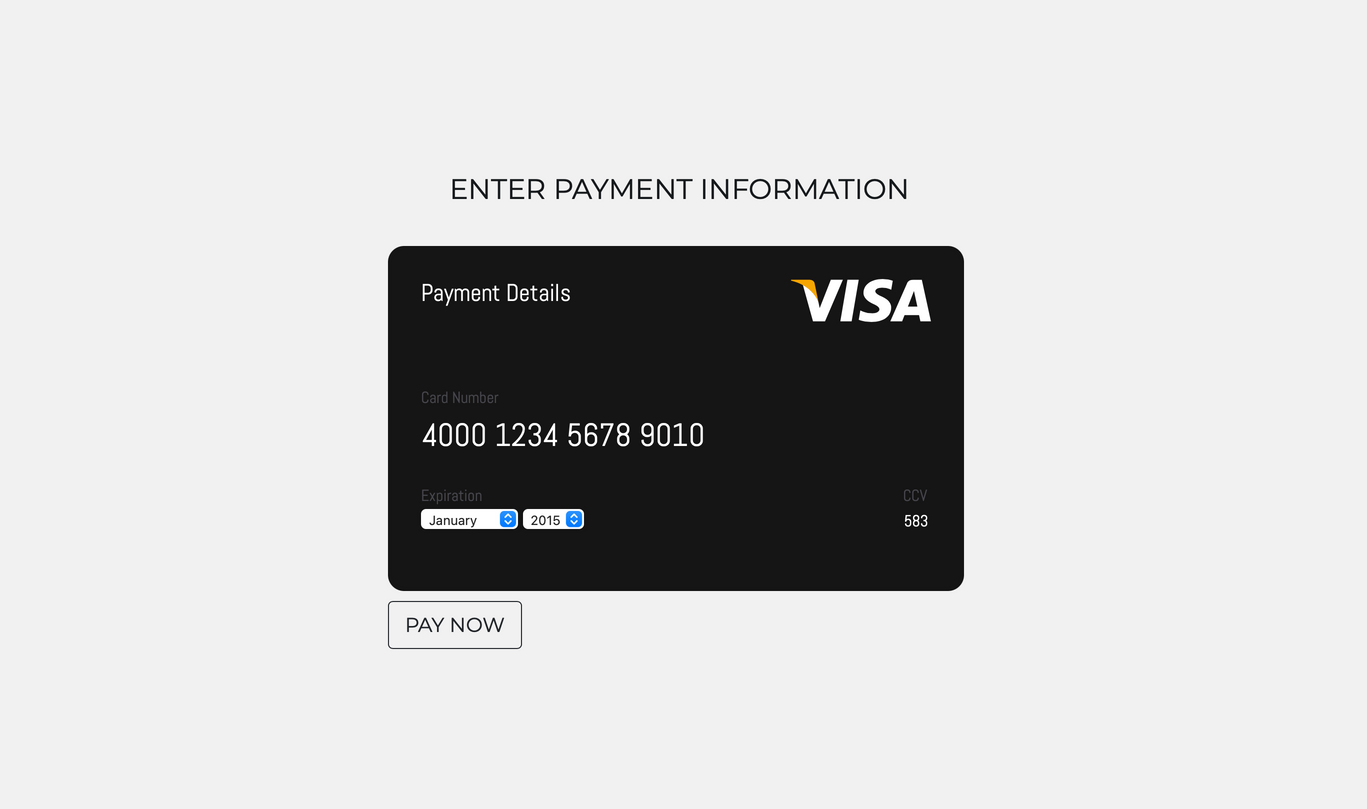 ENTER PAYMENT INFORMATION
Payment Details
VISA
Card Number
4000 1234 5678 9010
Expiration
CCV
January
2015
583
PAY NOW